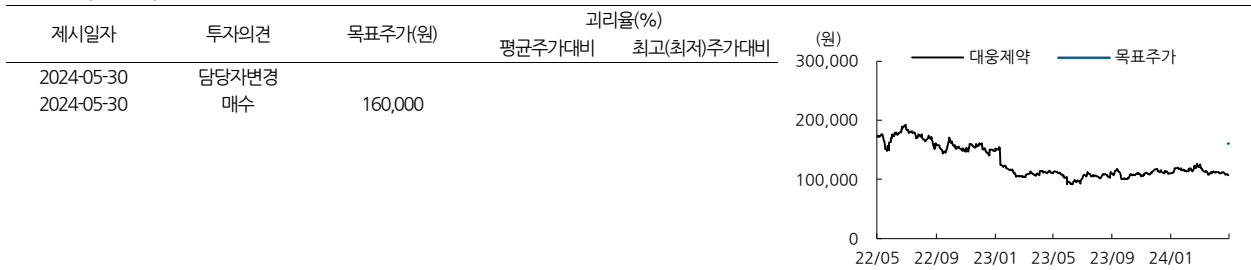 제시일자 투자의견 목표주가(원) 괴리율(%)
평균주가대비 최고(최저)주가대비
2024-05-30 담당자변경
2024-05-30 매수 160,000
(원)
대웅제약 목표주가
300,000
200,000
100,000
0
22/05 22/09 23/01 23/05 23/09 24/01